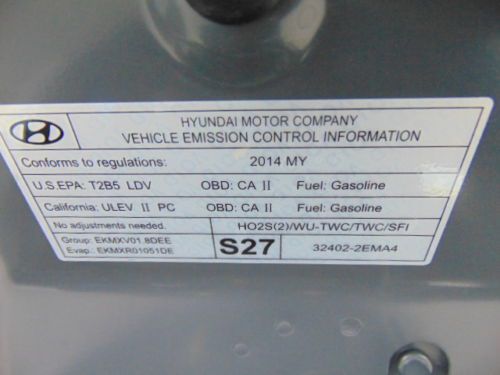 HYUNDAI MOTOR COMPANY
VEHICLE EMISSION CONTROL INFORMATION
Conforms to regulations: 2014 MY
U.S.EPA: T2B5 LDV OBD: CA II Fuel: Gasoline
California: ULEV II PC OBD: CA II Fuel: Gasoline
No adjustments needed. HO2S(2)/WU-TWC/TWC/SFI
Group: EKMXV01.8DEE
Evap.: EKMXR01051DE
S27 32402-2EMA4